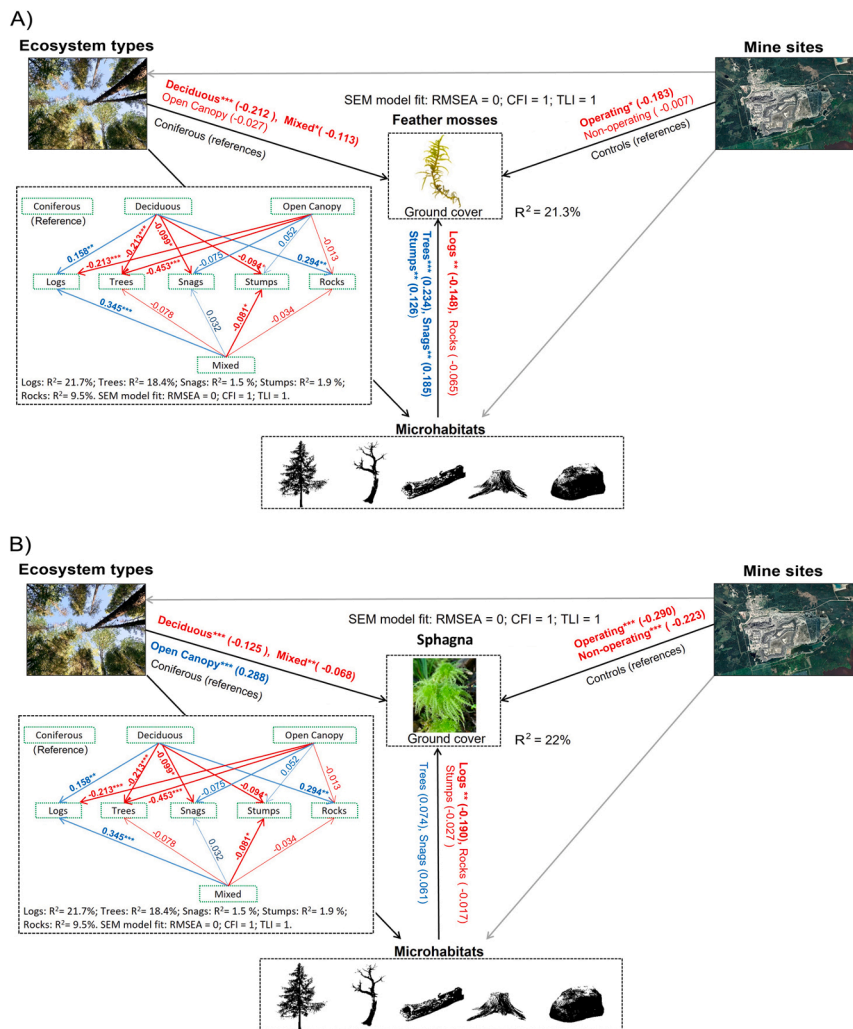 A)
Ecosystem types
Mine sites
Deciduous*** (-0.212 ), Mixed*( -0.113)
Open Canopy (-0.027)
Coniferous (references)
SEM model fit: RMSEA = 0; CFI = 1; TLI = 1
Operating* ( -0.183)
Non-operating ( -0.007)
Controls (references)
Feather mosses
Ground cover
R² = 21.3%
Coniferous
(Reference)
Deciduous
Open Canopy
0.158**
-0.213***
-0.213***
-0.453***
-0.099*
-0.075
-0.094*
0.052
0.294**
-0.013
Logs
Trees
Snags
Stumps
Rocks
0.345***
-0.078
0.032
-0.081*
-0.034
Mixed
Logs: R²= 21.7%; Trees: R²= 18.4%; Snags: R²= 1.5 %; Stumps: R²= 1.9 %;
Rocks: R²= 9.5%. SEM model fit: RMSEA = 0; CFI = 1; TLI = 1.
Trees*** (0.234), Snags** (0.185)
Stumps** (0.126)
Logs ** (-0.148), Rocks ( -0.065)
Microhabitats
B)
Ecosystem types
Mine sites
Deciduous*** (-0.125 ), Mixed**( -0.068)
Open Canopy*** (0.288)
Coniferous (references)
SEM model fit: RMSEA = 0; CFI = 1; TLI = 1
Operating*** ( -0.290)
Non-operating*** ( -0.223)
Controls (references)
Sphagna
Ground cover
R² = 22%
Coniferous
(Reference)
Deciduous
Open Canopy
0.158**
-0.213***
-0.213***
-0.453***
-0.099*
-0.075
-0.094*
0.052
0.294**
-0.013
Logs
Trees
Snags
Stumps
Rocks
0.345***
-0.078
0.032
-0.081*
-0.034
Mixed
Logs: R²= 21.7%; Trees: R²= 18.4%; Snags: R²= 1.5 %; Stumps: R²= 1.9 %;
Rocks: R²= 9.5%. SEM model fit: RMSEA = 0; CFI = 1; TLI = 1.
Trees (0.074), Snags (0.061)
Logs ** (-0.190), Rocks ( -0.017)
Stumps (-0.027 )
Microhabitats